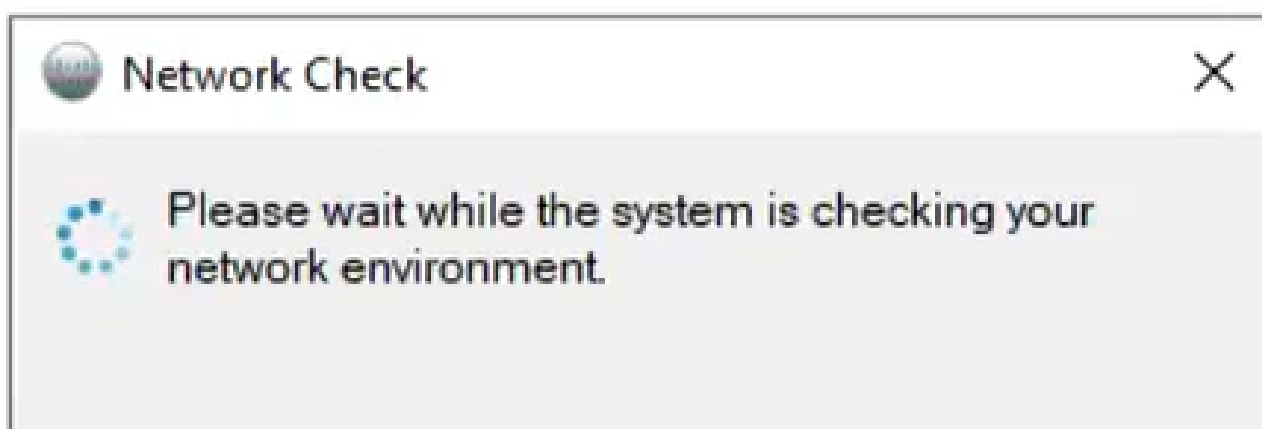 Network Check
Please wait while the system is checking your
network environment.